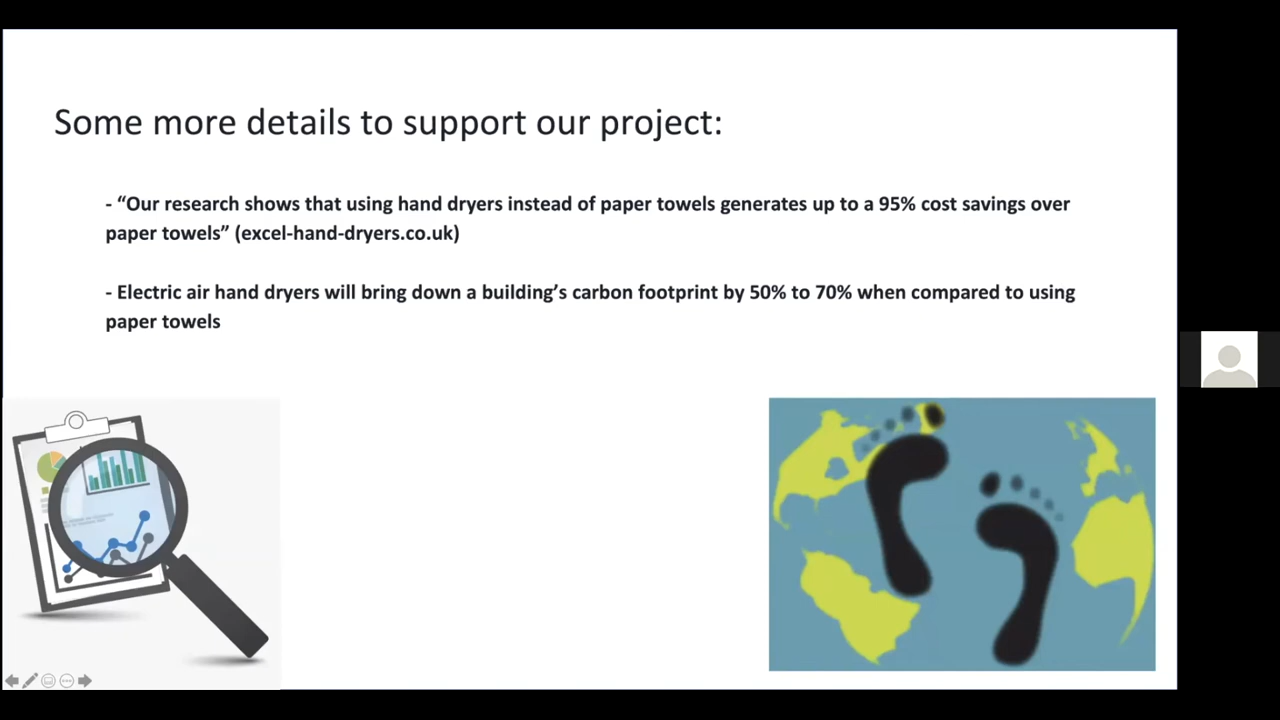 Some more details to support our project:
- “Our research shows that using hand dryers instead of paper towels generates up to a 95% cost savings over
paper towels” (excel-hand-dryers.co.uk)
- Electric air hand dryers will bring down a building’s carbon footprint by 50% to 70% when compared to using
paper towels